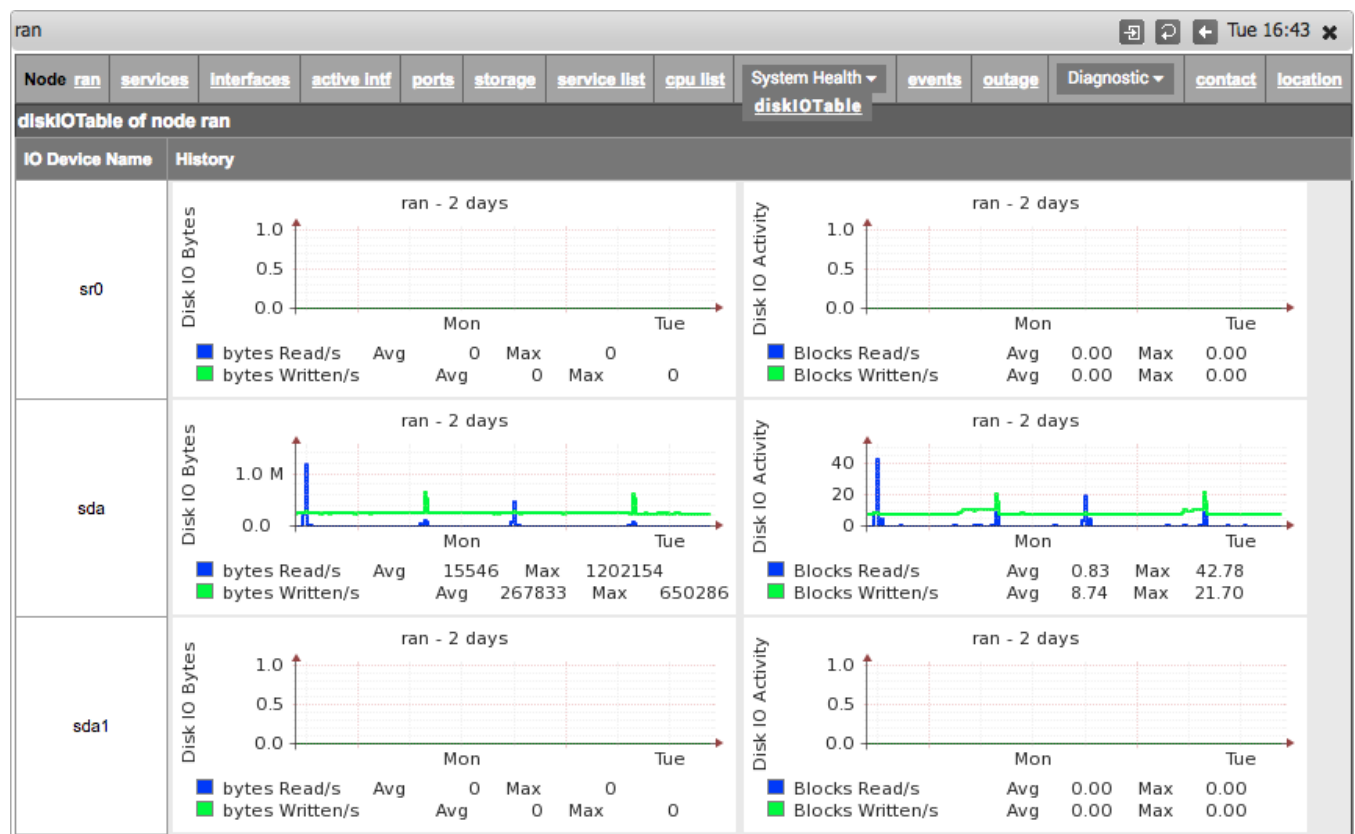 ran
Tue 16:43
Node ran services interfaces active intf ports storage service list cpu list System Health events outage Diagnostic contact location
diskIOTable
diskIOTable of node ran
IO Device Name History
sr0
ran - 2 days
Disk IO Bytes
1.0
0.5
0.0
Mon Tue
bytes Read/s Avg 0 Max 0
bytes Written/s Avg 0 Max 0
ran - 2 days
Disk IO Activity
1.0
0.5
0.0
Mon Tue
Blocks Read/s Avg 0.00 Max 0.00
Blocks Written/s Avg 0.00 Max 0.00
sda
ran - 2 days
Disk IO Bytes
1.0 M
0.0
Mon Tue
bytes Read/s Avg 15546 Max 1202154
bytes Written/s Avg 267833 Max 650286
ran - 2 days
Disk IO Activity
40
20
0
Mon Tue
Blocks Read/s Avg 0.83 Max 42.78
Blocks Written/s Avg 8.74 Max 21.70
sda1
ran - 2 days
Disk IO Bytes
1.0
0.5
0.0
Mon Tue
bytes Read/s Avg 0 Max 0
bytes Written/s Avg 0 Max 0
ran - 2 days
Disk IO Activity
1.0
0.5
0.0
Mon Tue
Blocks Read/s Avg 0.00 Max 0.00
Blocks Written/s Avg 0.00 Max 0.00